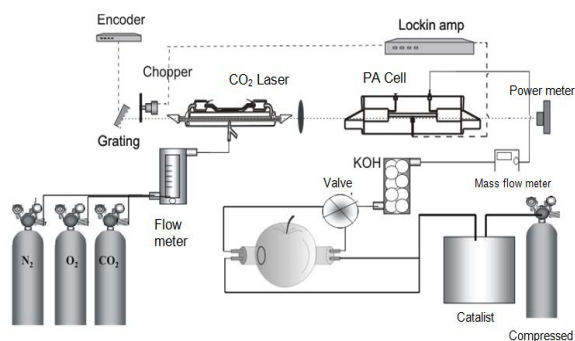 Encoder
Lockin amp
Chopper
CO₂ Laser
PA Cell
Power meter
Grating
KOH
Mass flow meter
Valve
Flow
meter
N₂
O₂
CO₂
Catalist
Compressed